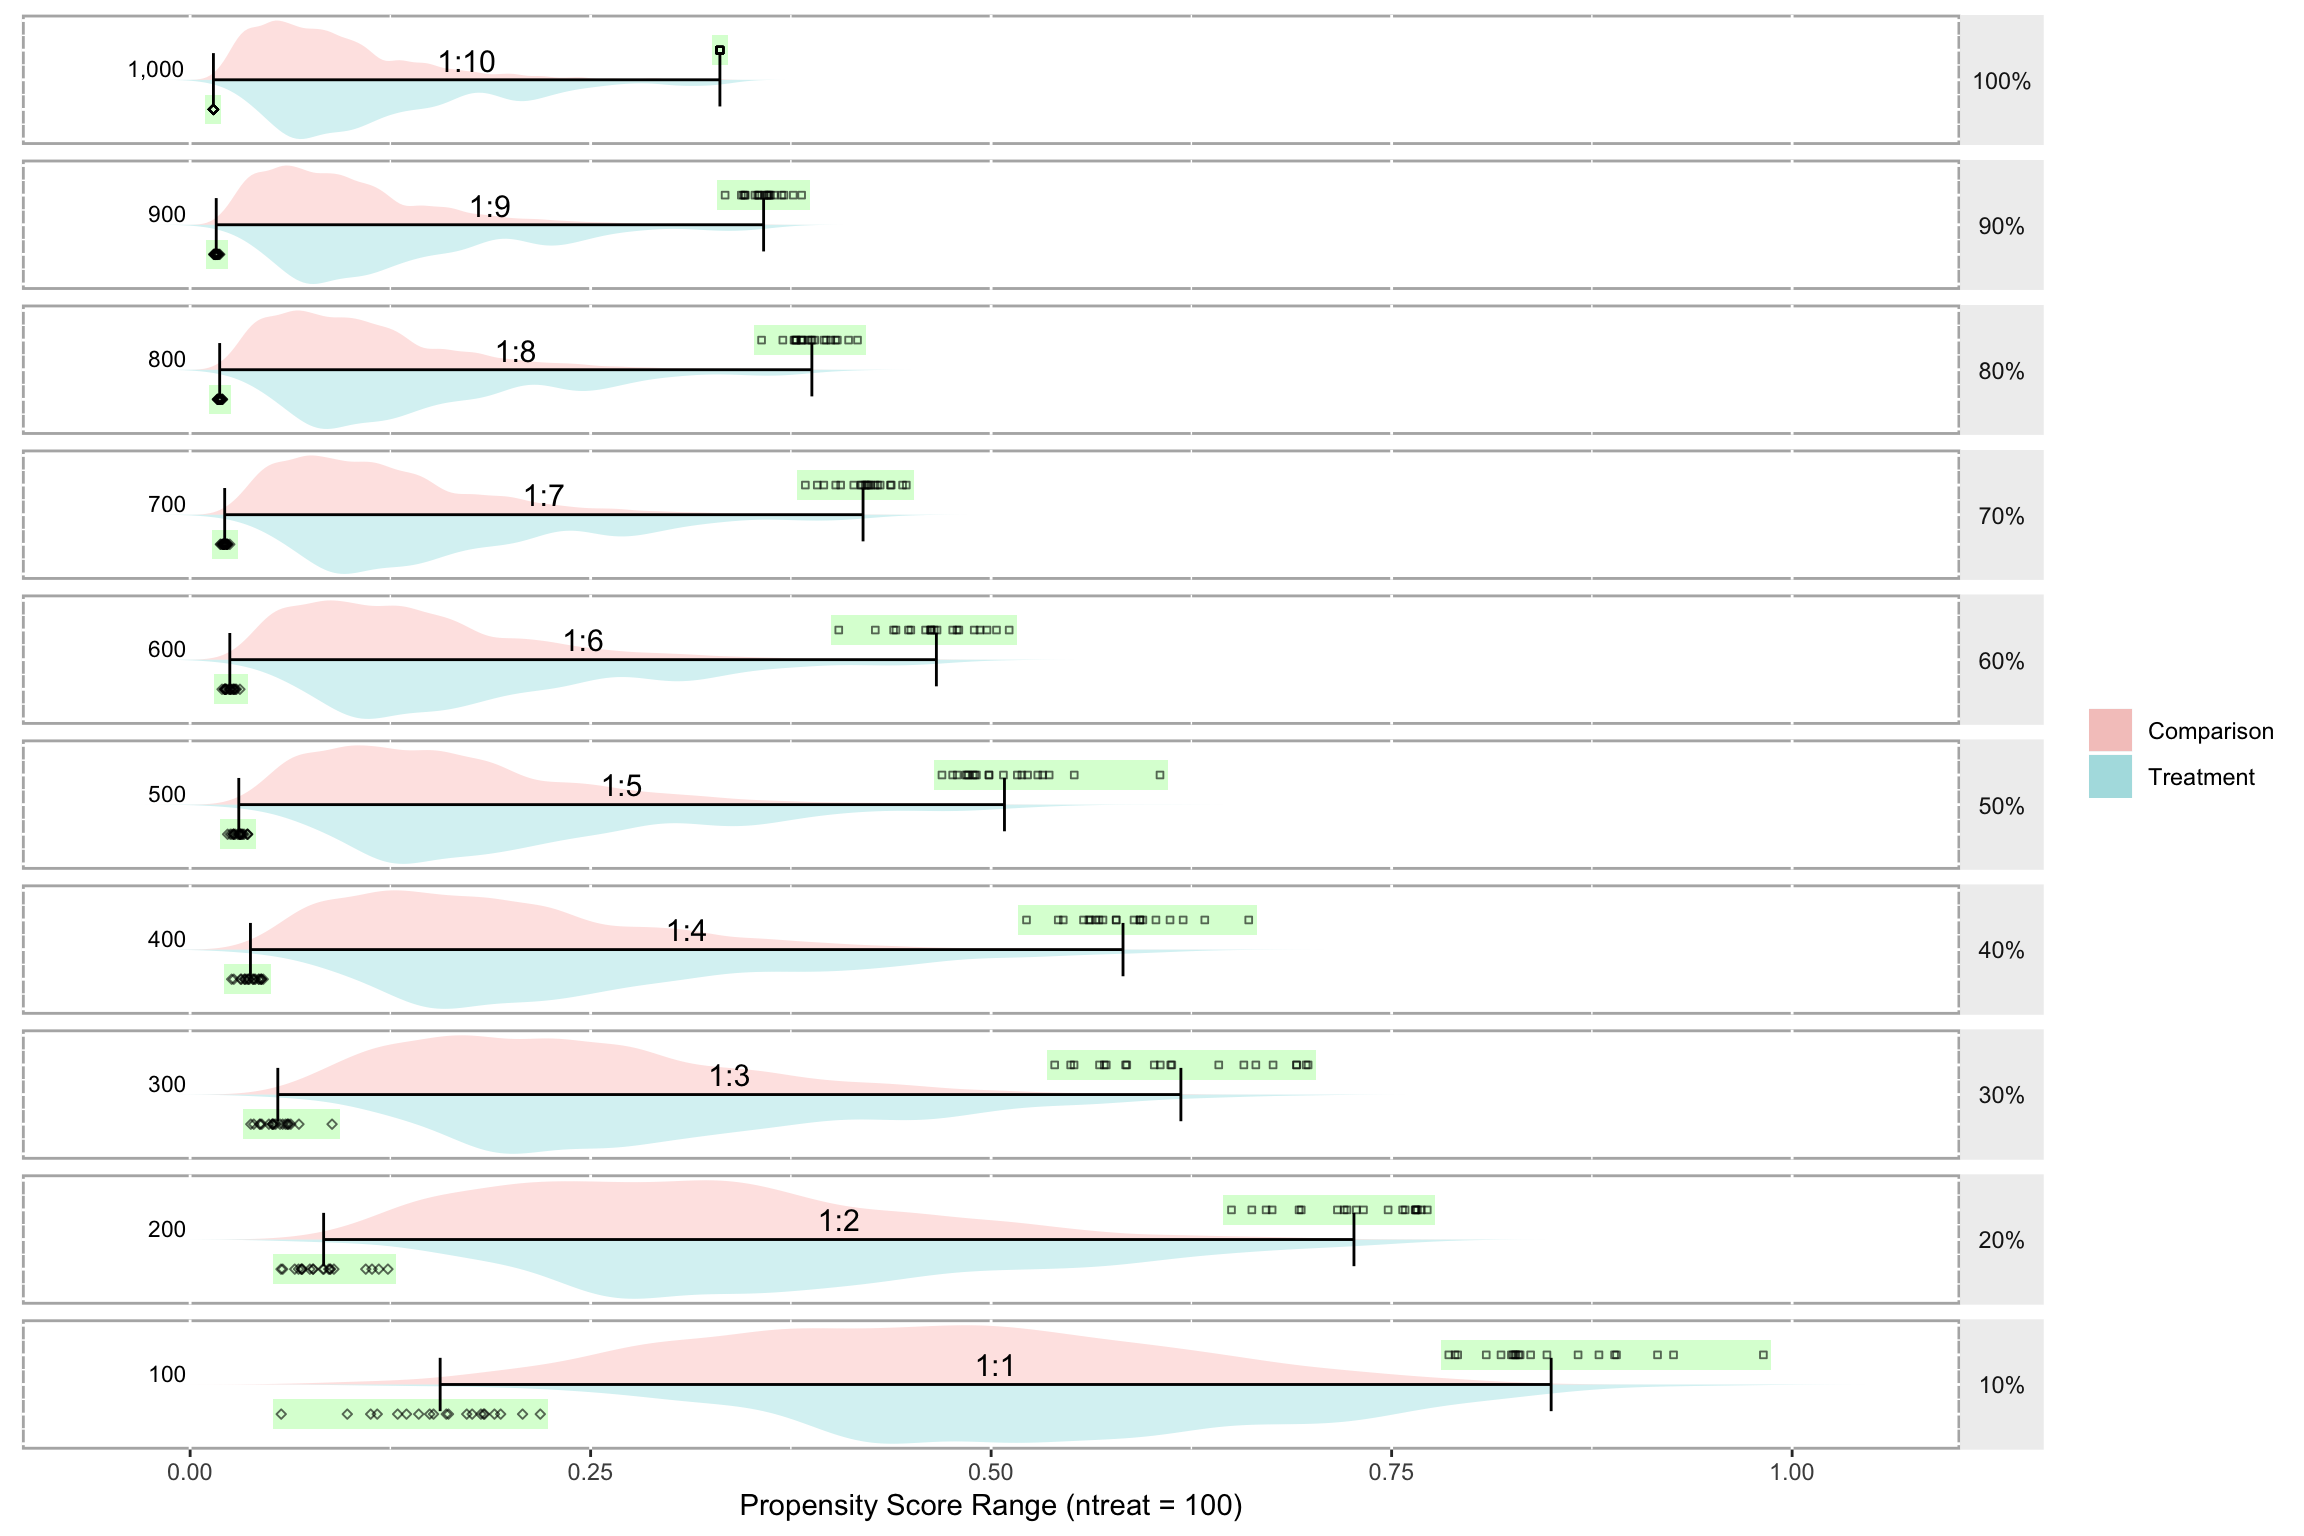 1,000 1:10 100%
900 1:9 90%
800 1:8 80%
700 1:7 70%
600 1:6 60%
500 1:5 50%
400 1:4 40%
300 1:3 30%
200 1:2 20%
100 1:1 10%
0.00 0.25 0.50 0.75 1.00
Propensity Score Range (ntreat = 100)
Comparison
Treatment